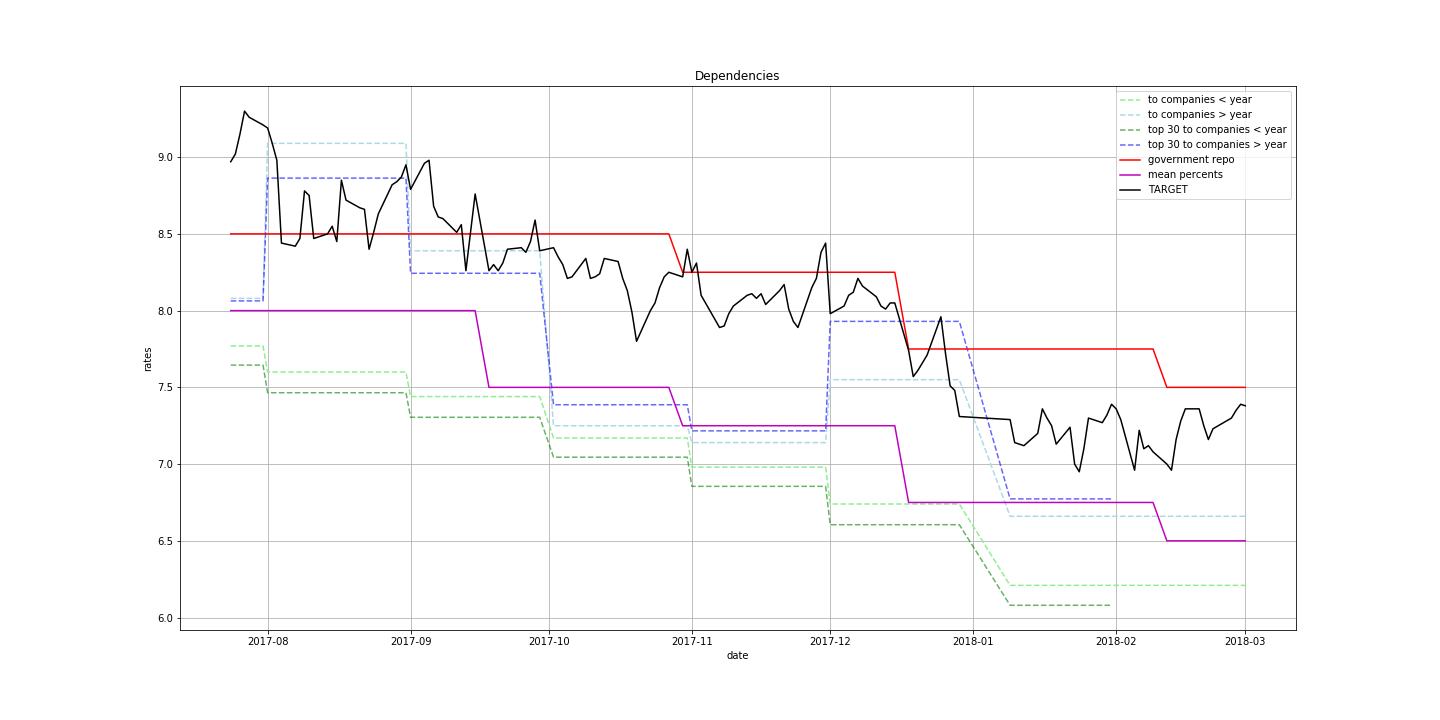 Dependencies
to companies < year
to companies > year
top 30 to companies < year
top 30 to companies > year
government repo
mean percents
TARGET
rates
9.0
8.5
8.0
7.5
7.0
6.5
6.0
2017-08 2017-09 2017-10 2017-11 2017-12 2018-01 2018-02 2018-03
date